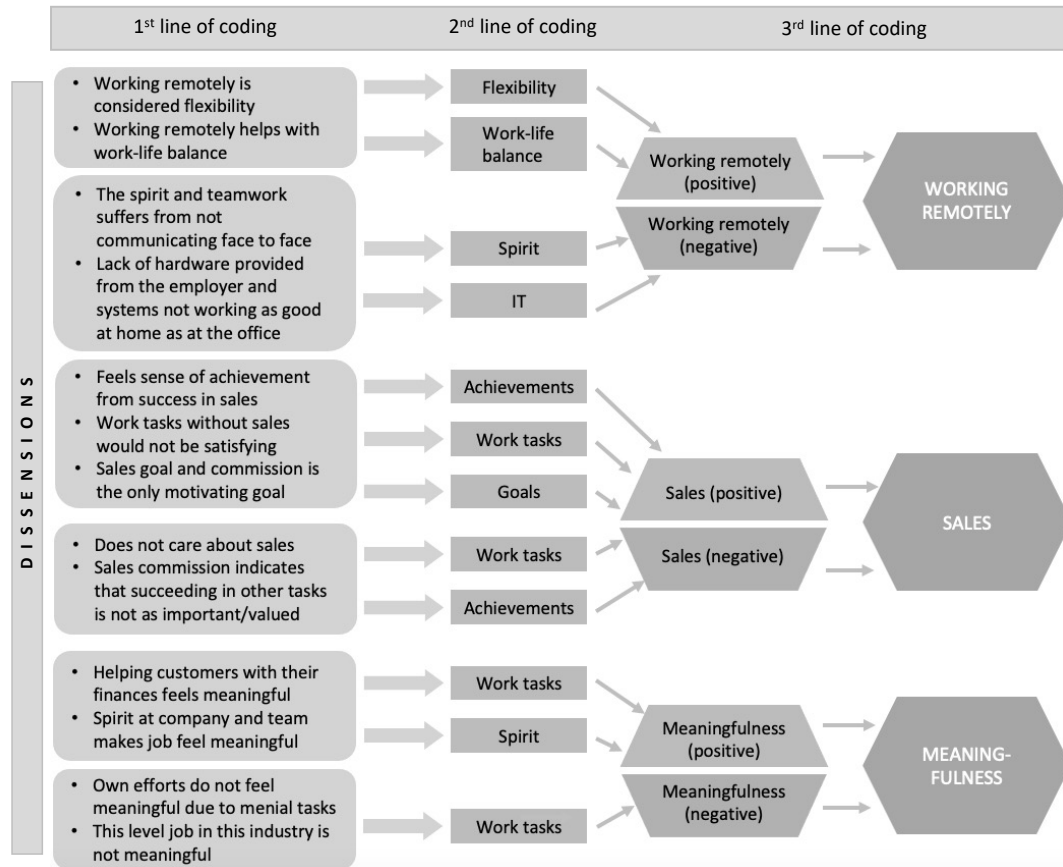 1st line of coding
2nd line of coding
3rd line of coding
DISSENSIONS
• Working remotely is
considered flexibility
• Working remotely helps with
work-life balance
Flexibility
Work-life
balance
Working remotely
(positive)
• The spirit and teamwork
suffers from not
communicating face to face
• Lack of hardware provided
from the employer and
systems not working as good
at home as at the office
Spirit
IT
Working remotely
(negative)
WORKING
REMOTELY
• Feels sense of achievement
from success in sales
• Work tasks without sales
would not be satisfying
• Sales goal and commission is
the only motivating goal
Achievements
Work tasks
Goals
Sales (positive)
• Does not care about sales
• Sales commission indicates
that succeeding in other tasks
is not as important/valued
Work tasks
Achievements
Sales (negative)
SALES
• Helping customers with their
finances feels meaningful
• Spirit at company and team
makes job feel meaningful
Work tasks
Spirit
Meaningfulness
(positive)
• Own efforts do not feel
meaningful due to menial tasks
• This level job in this industry is
not meaningful
Work tasks
Meaningfulness
(negative)
MEANING-
FULNESS